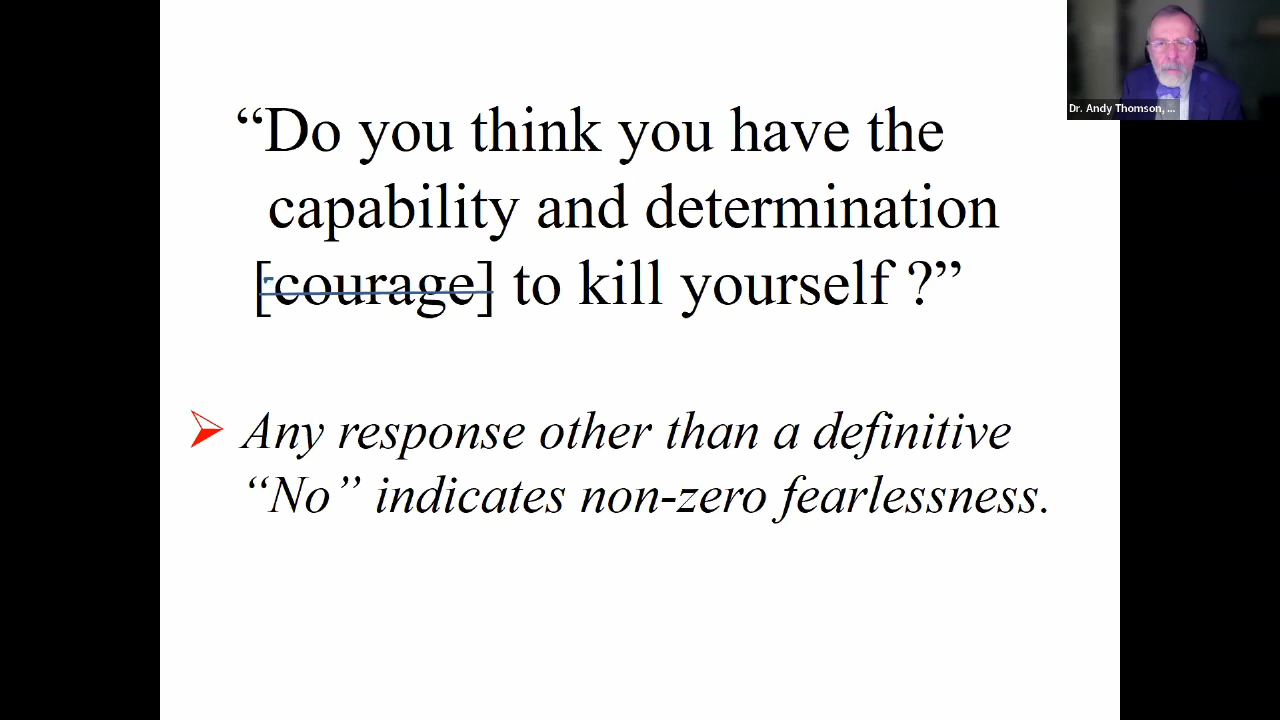 “Do you think you have the
capability and determination
[courage] to kill yourself ?”
➢ Any response other than a definitive
“No” indicates non-zero fearlessness.
Dr. Andy Thomson, ...